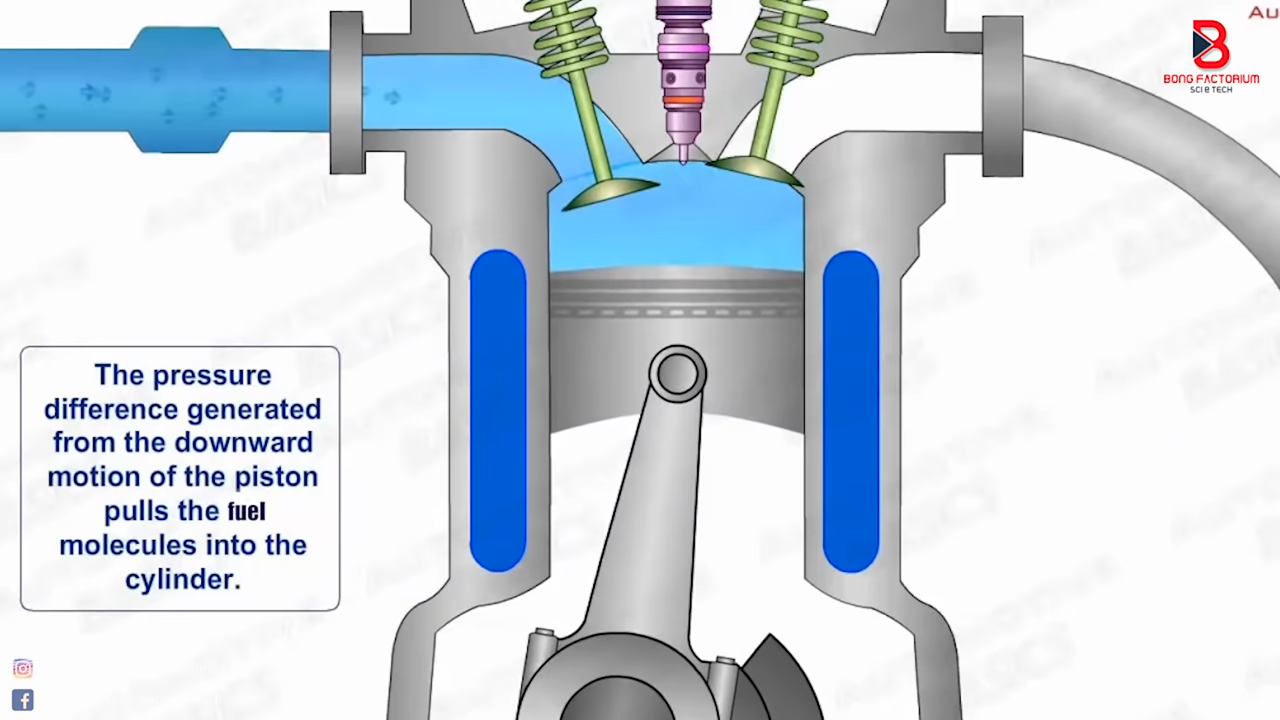 Au
BONG FACTORIUM
SCI & TECH
The pressure
difference generated
from the downward
motion of the piston
pulls the fuel
molecules into the
cylinder.